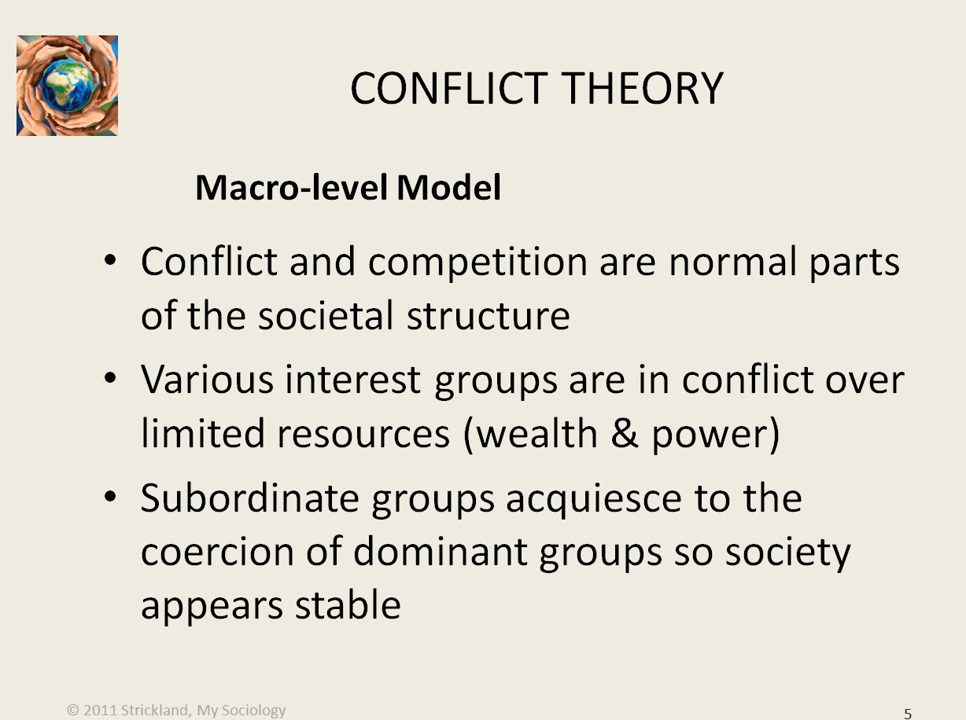 CONFLICT THEORY
Macro-level Model
• Conflict and competition are normal parts
of the societal structure
• Various interest groups are in conflict over
limited resources (wealth & power)
• Subordinate groups acquiesce to the
coercion of dominant groups so society
appears stable
© 2011 Strickland, My Sociology
5